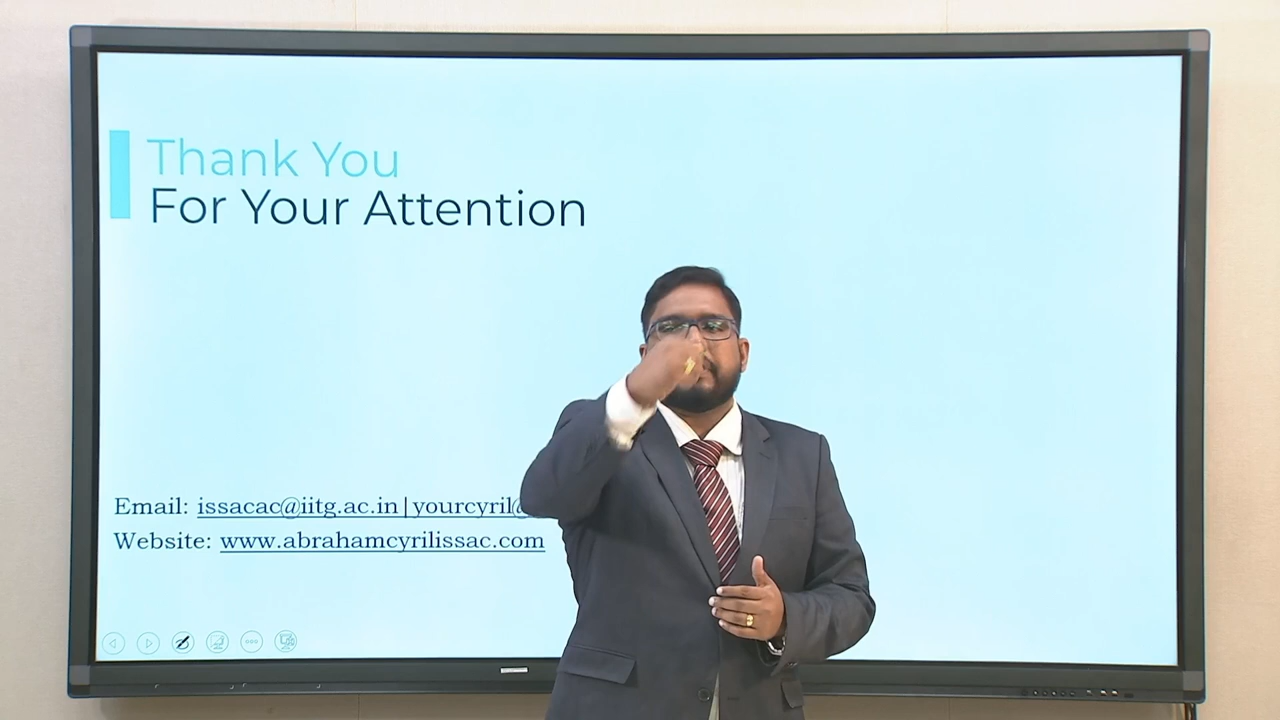 Thank You
For Your Attention
Email: issacac@iitg.ac.in|yourcyril@
Website: www.abrahamcyrilissac.com